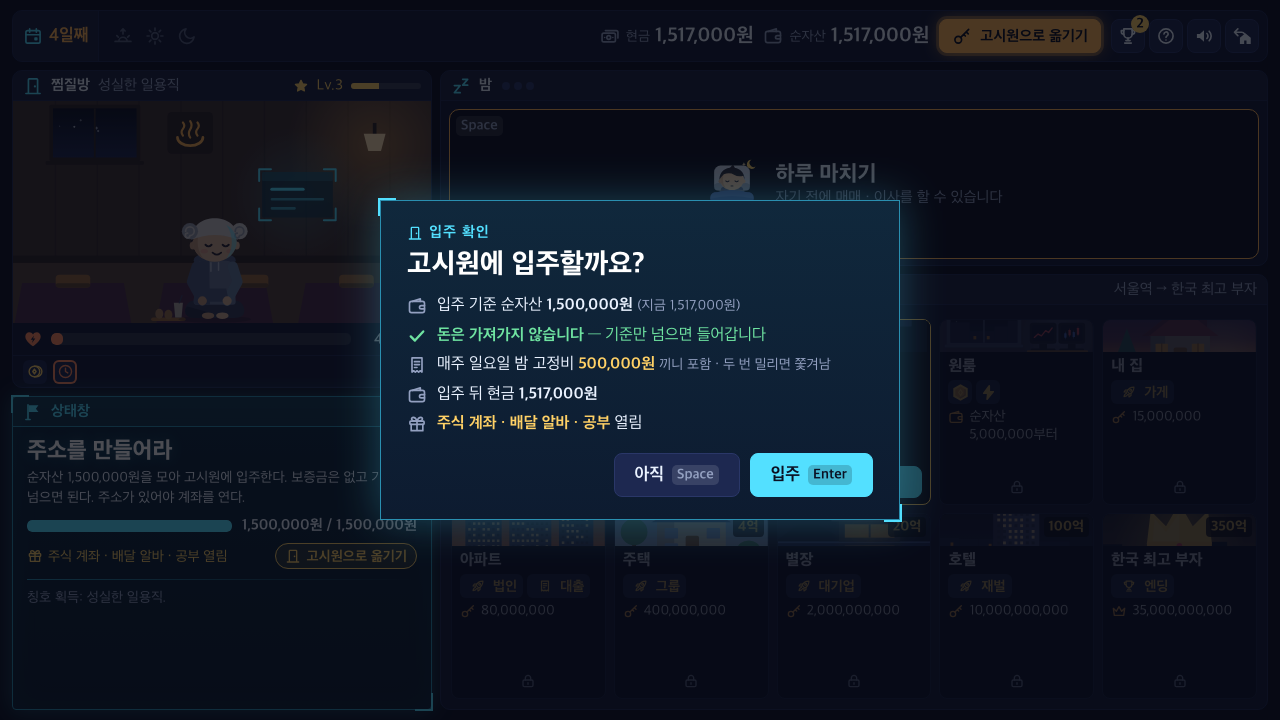 4일째
현금 1,517,000원 순자산 1,517,000원 고시원으로 옮기기 2
찜질방 성실한 일용직 Lv.3
zz 밤
Space
하루 마치기
자기 전에 매매 · 이사를 할 수 있습니다
입주 확인
고시원에 입주할까요?
입주 기준 순자산 1,500,000원 (지금 1,517,000원)
돈은 가져가지 않습니다 — 기준만 넘으면 들어갑니다
매주 일요일 밤 고정비 500,000원 끼니 포함 · 두 번 밀리면 쫓겨남
입주 뒤 현금 1,517,000원
주식 계좌 · 배달 알바 · 공부 열림
아직 Space 입주 Enter
상태창
주소를 만들어라
순자산 1,500,000원을 모아 고시원에 입주한다. 보증금은 없고
넘으면 된다. 주소가 있어야 계좌를 연다.
1,500,000원 / 1,500,000원
주식 계좌 · 배달 알바 · 공부 열림 고시원으로 옮기기
칭호 획득: 성실한 일용직.
서울역 → 한국 최고 부자
원룸
순자산
5,000,000부터
내 집
가게
15,000,000
아파트
법인 대출
80,000,000
4억
주택
그룹
400,000,000
20억
별장
대기업
2,000,000,000
100억
호텔
재벌
10,000,000,000
350억
한국 최고 부자
엔딩
35,000,000,000